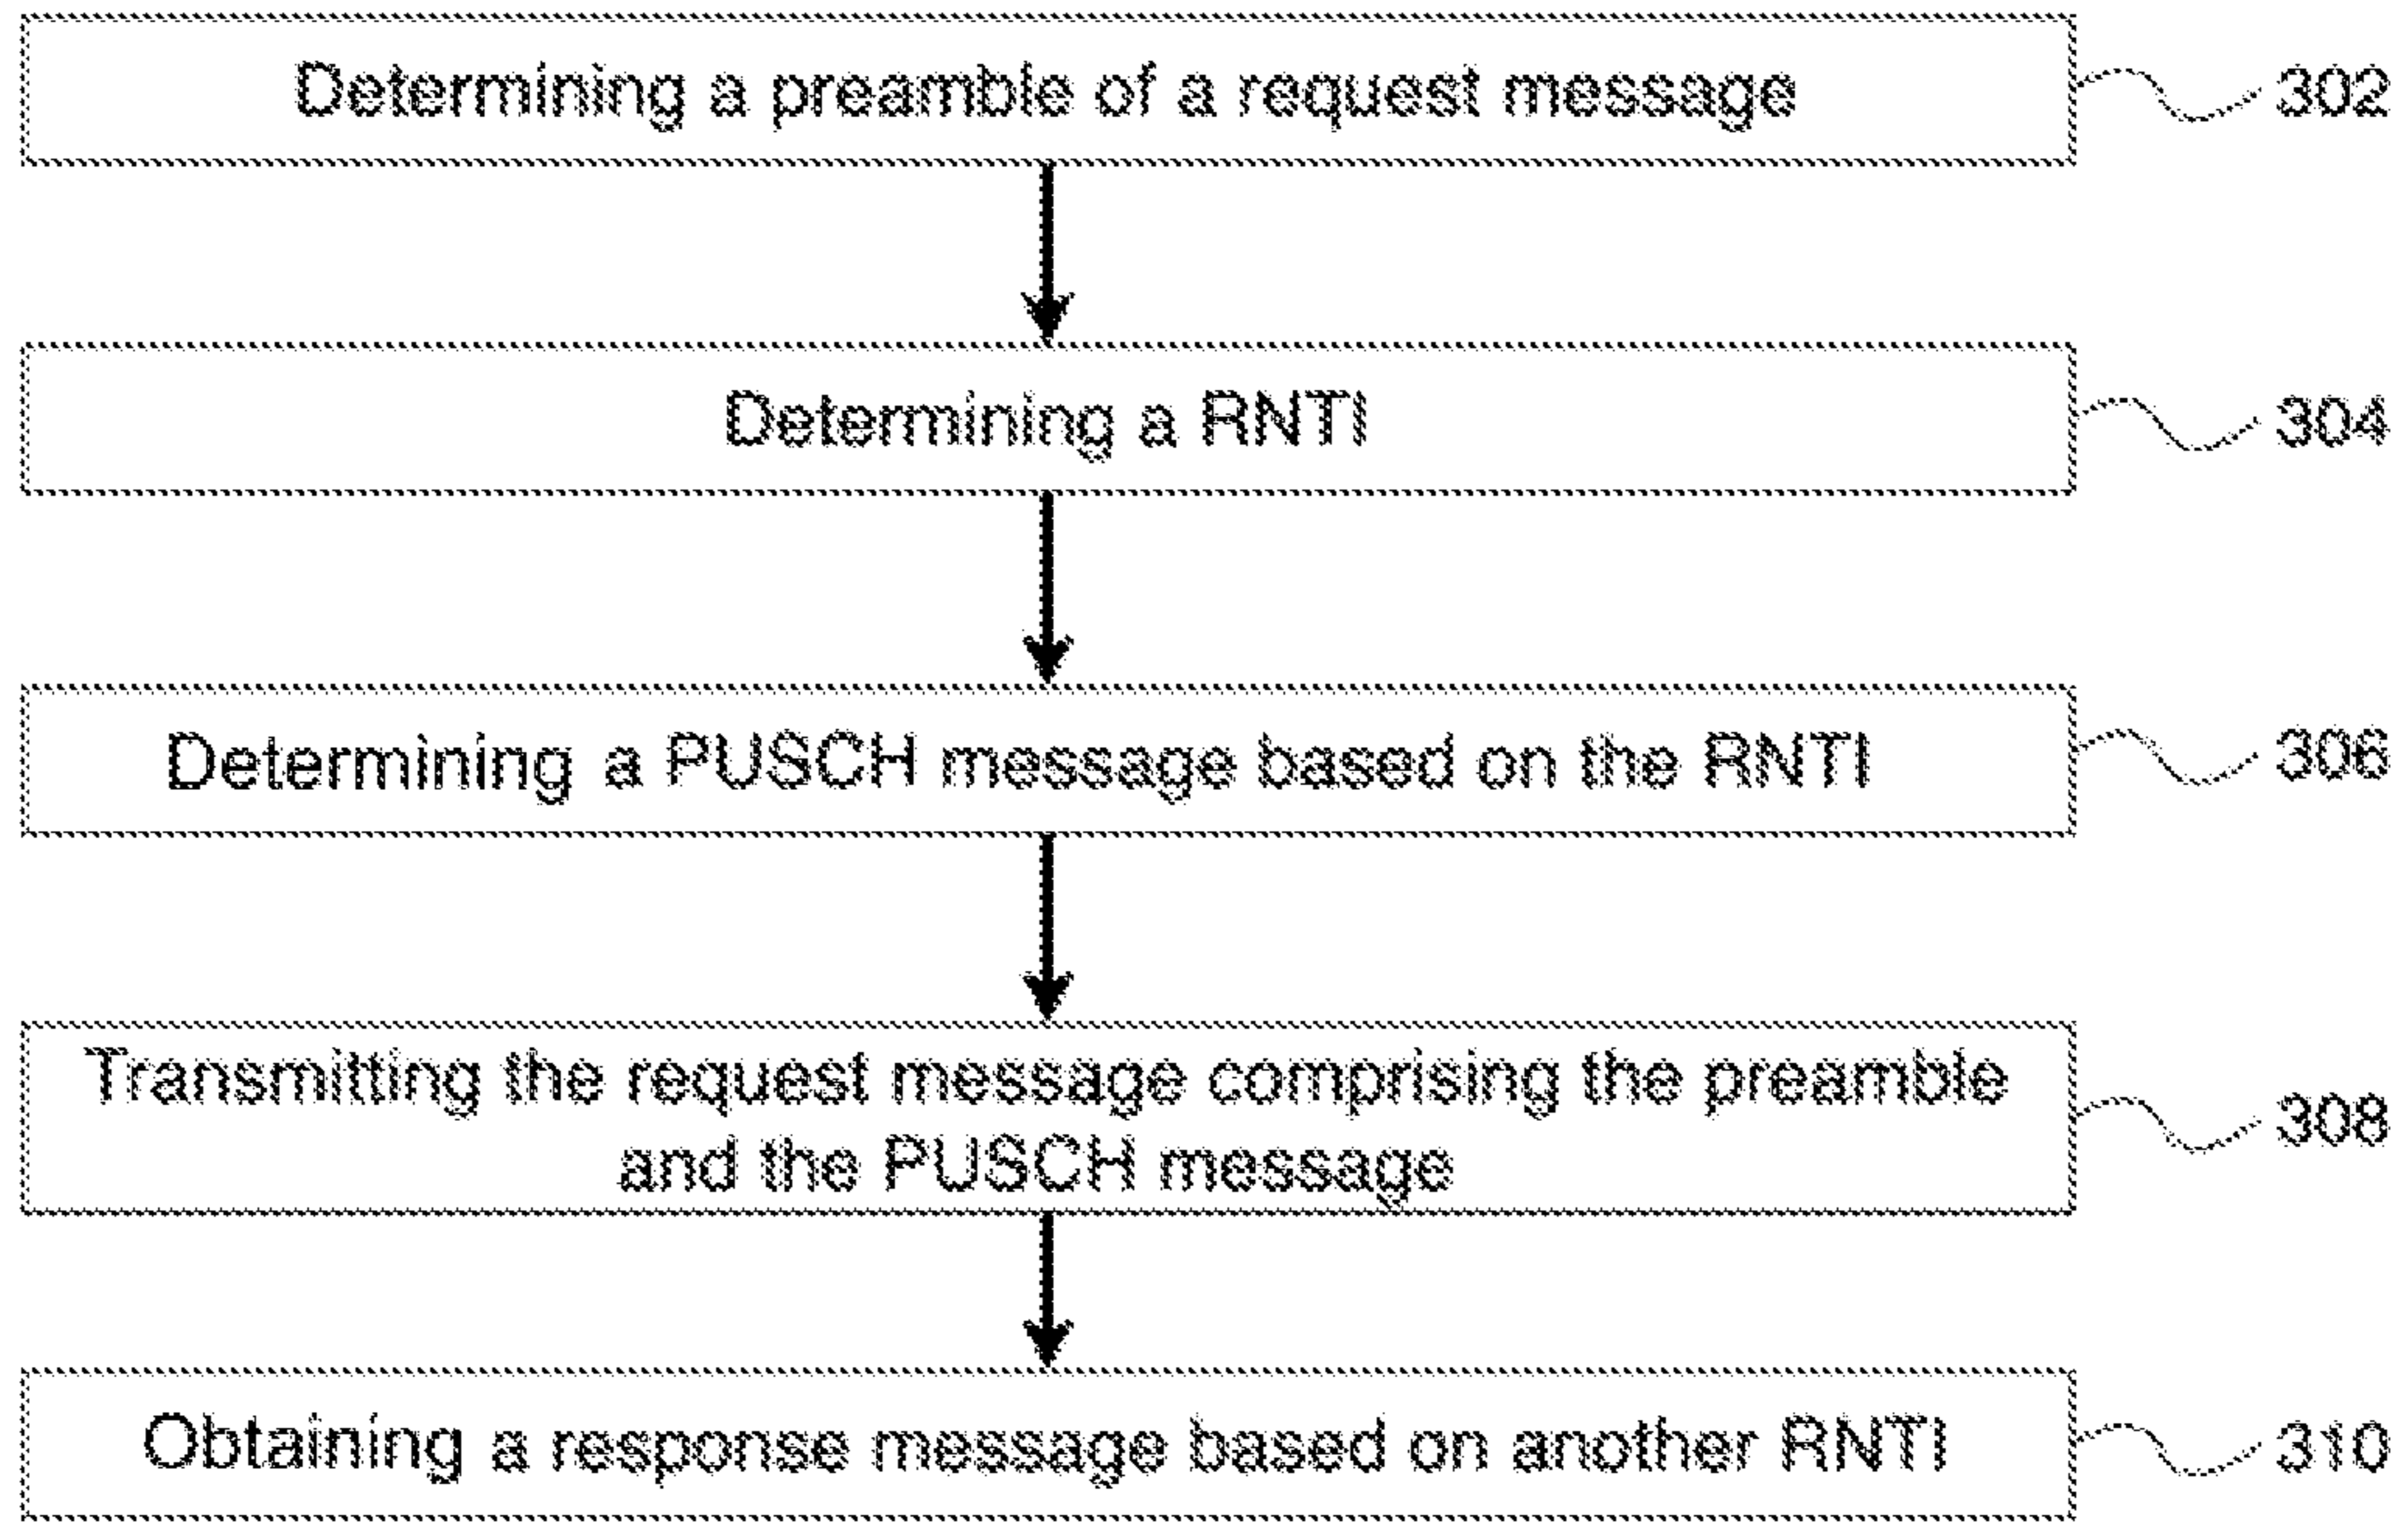 Determining a preamble of a request message
302
Determining a RNTI
304
Determining a PUSCH message based on the RNTI
306
Transmitting the request message comprising the preamble
and the PUSCH message
308
Obtaining a response message based on another RNTI
310